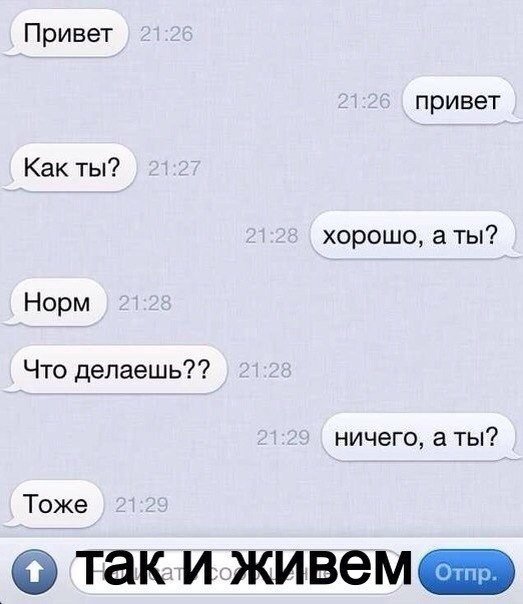 Привет 21:26
21:26 привет
Как ты? 21:27
21:28 хорошо, а ты?
Норм 21:28
Что делаешь?? 21:28
21:29 ничего, а ты?
Тоже 21:29
так и живем Отпр.